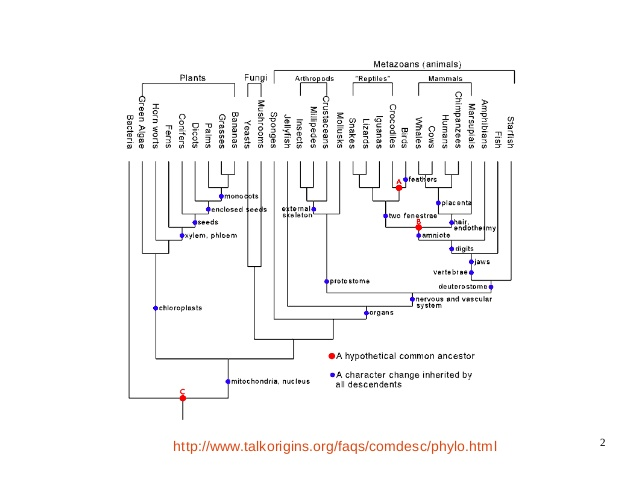 Metazoans (animals)
Plants
Fungi
Arthropods
"Reptiles"
Mammals
Bacteria
Green Algae
Hornworts
Ferns
Conifers
Dicots
Palms
Grasses
Bananas
Yeasts
Mushrooms
Sponges
Jellyfish
Insects
Millipedes
Crustaceans
Mollusks
Snakes
Lizards
Iguanas
Crocodiles
Birds
Whales
Cows
Humans
Chimpanzees
Marsupials
Amphibians
Fish
Starfish
A
feathers
monocots
placenta
enclosed seeds
external
skeleton
two fenestrae
seeds
B
hair,
endothermy
xylem, phloem
amniote
digits
jaws
vertebrae
protostome
deuterostome
nervous and vascular
system
chloroplasts
organs
A hypothetical common ancestor
A character change inherited by
all descendents
mitochondria, nucleus
C
http://www.talkorigins.org/faqs/comdesc/phylo.html
2